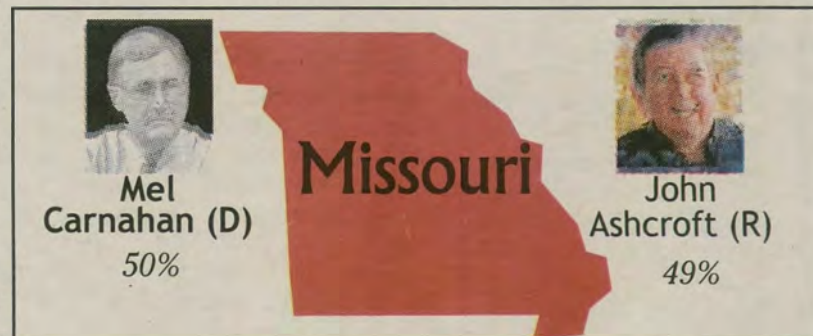 Mel
Carnahan (D)
50%
Missouri
John
Ashcroft (R)
49%